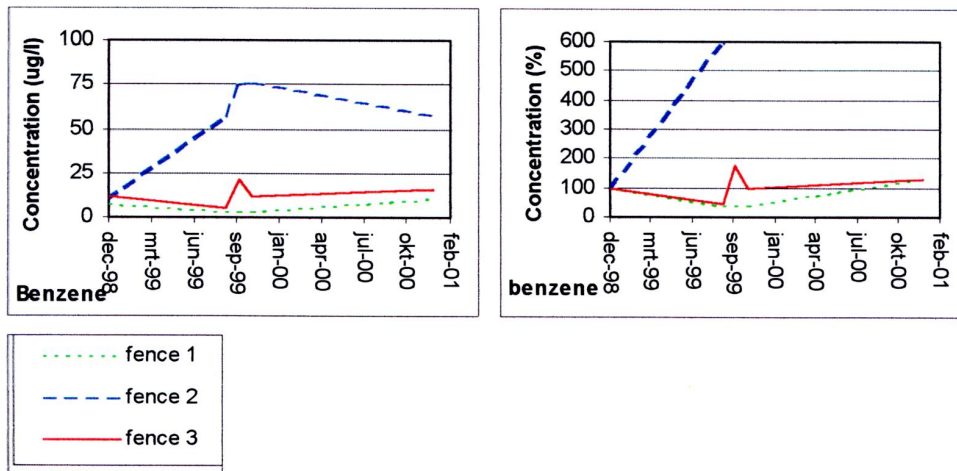 Concentration (ug/l)
100
75
50
25
0
dec-98
mrt-99
jun-99
sep-99
jan-00
apr-00
jul-00
okt-00
feb-01
Benzene
Concentration (%)
600
500
400
300
200
100
0
dec-98
mrt-99
jun-99
sep-99
jan-00
apr-00
jul-00
okt-00
feb-01
benzene
fence 1
fence 2
fence 3